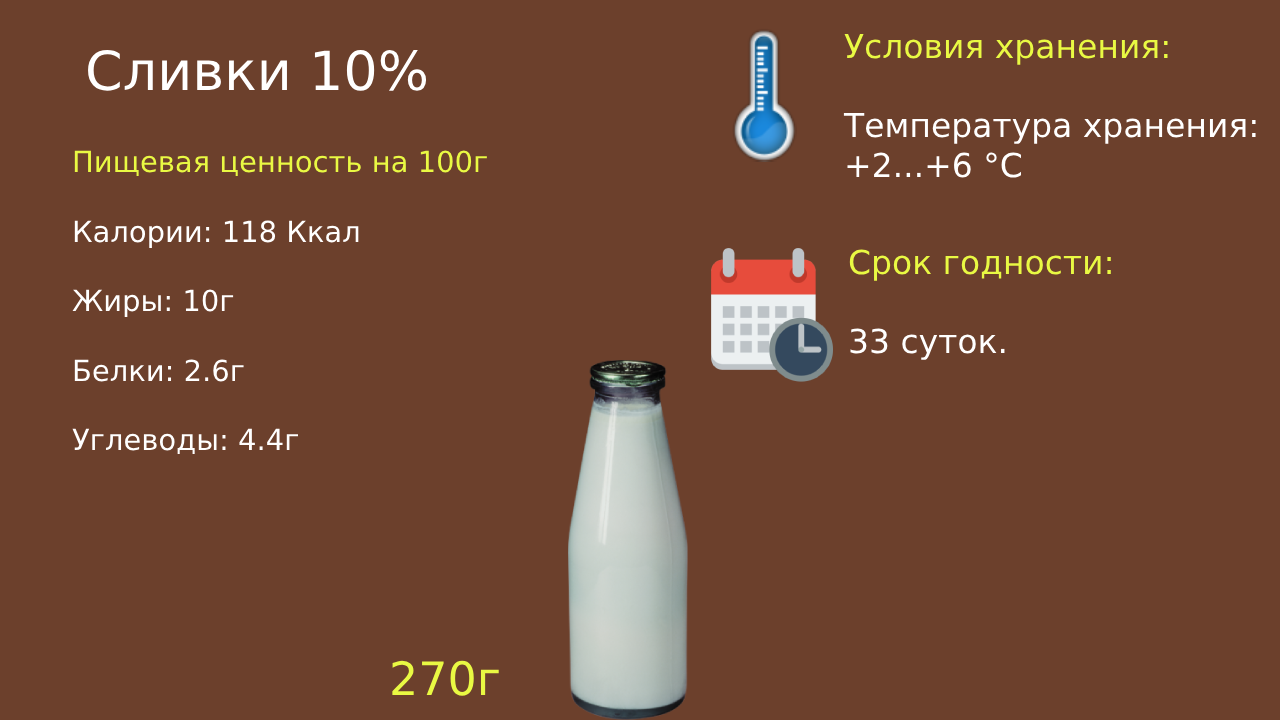 Сливки 10%
Пищевая ценность на 100г
Калории: 118 Ккал
Жиры: 10г
Белки: 2.6г
Углеводы: 4.4г
270г
Условия хранения:
Температура хранения:
+2...+6 °C
Срок годности:
33 суток.